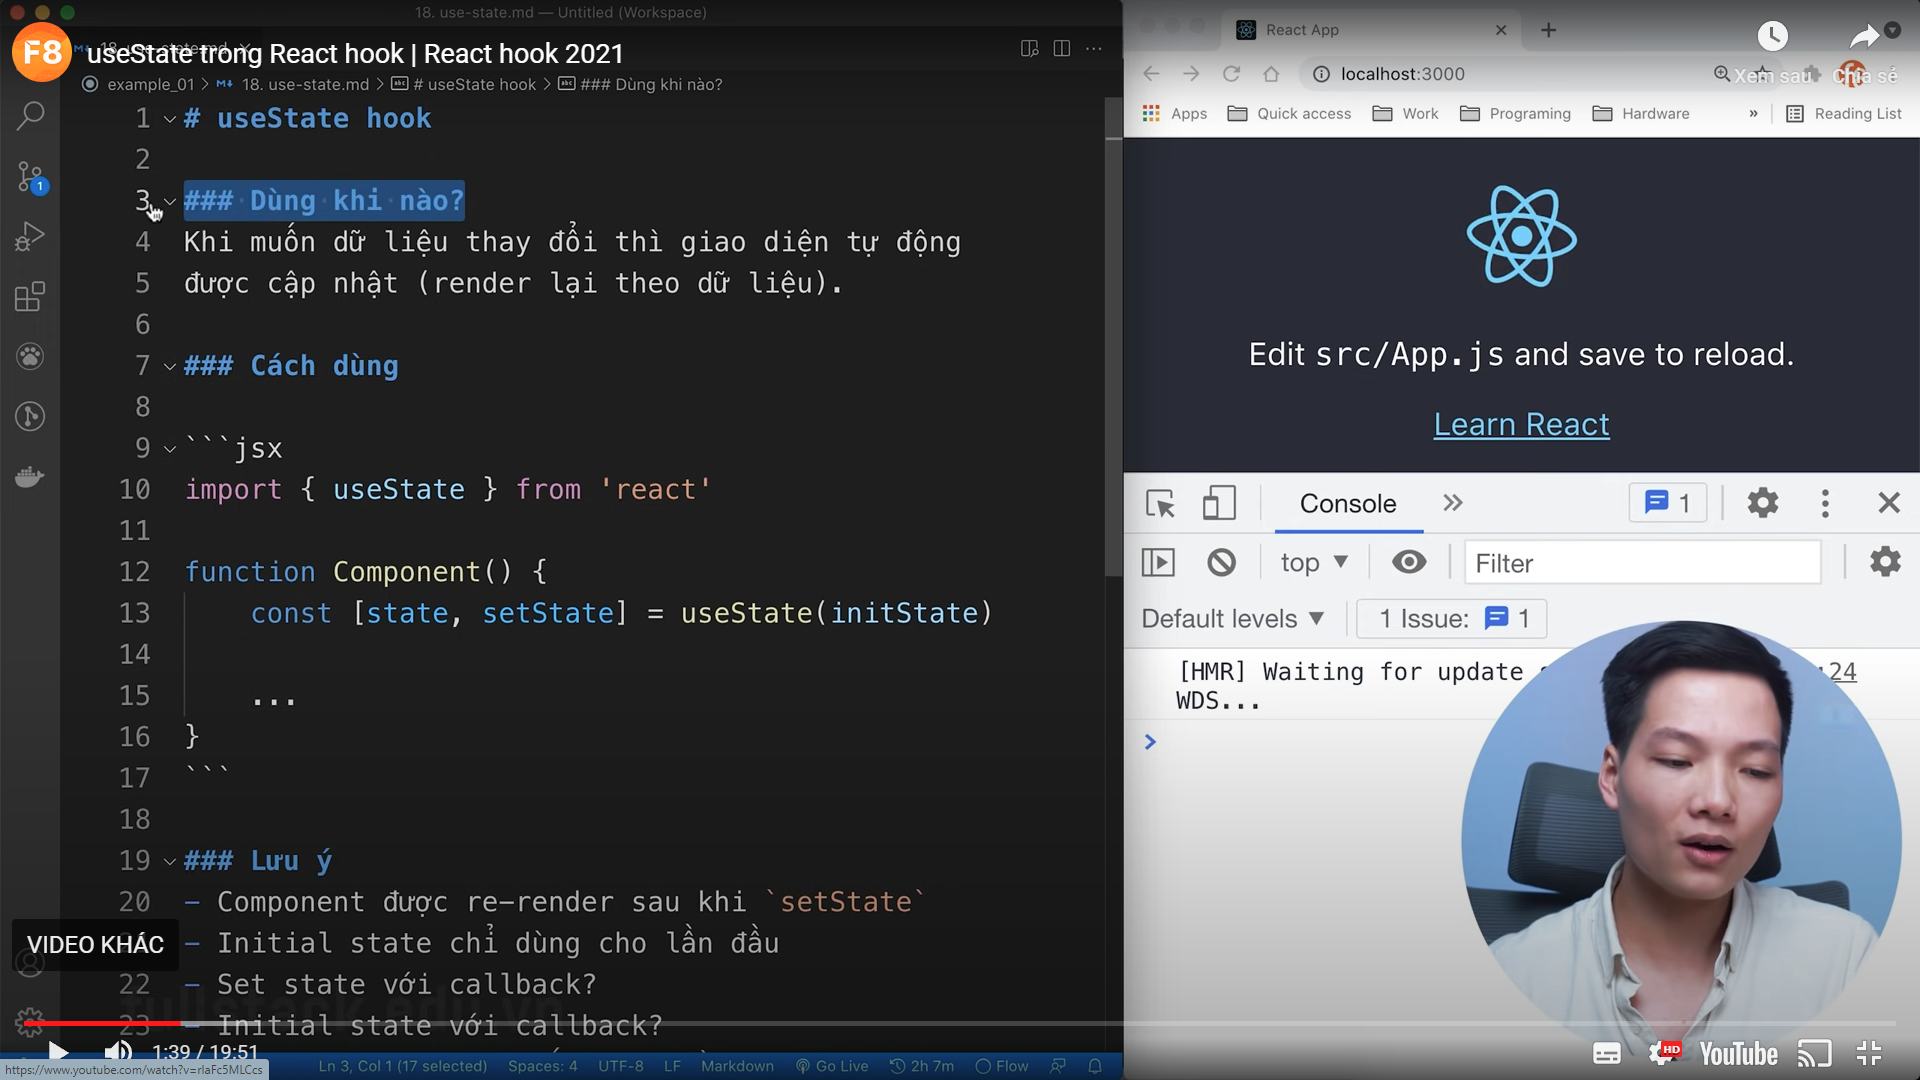 18. use-state.md — Untitled (Workspace)
F8
useState trong React hook | React hook 2021
example_01 > 18. use-state.md > # useState hook > ### Dùng khi nào?
1 # useState hook
2
3 ### Dùng khi nào?
4 Khi muốn dữ liệu thay đổi thì giao diện tự động
5 được cập nhật (render lại theo dữ liệu).
6
7 ### Cách dùng
8
9 ```jsx
10 import { useState } from 'react'
11
12 function Component() {
13 const [state, setState] = useState(initState)
14
15 ...
16 }
17 ```
18
19 ### Lưu ý
20 - Component được re-render sau khi `setState`
- Initial state chỉ dùng cho lần đầu
22 - Set state với callback?
23 - Initial state với callback?
VIDEO KHÁC
1
1:39 / 19:51
https://www.youtube.com/watch?v=rIaFc5MLCcs
Ln 3, Col 1 (17 selected) Spaces: 4 UTF-8 LF Markdown Go Live 2h 7m Flow
React App
localhost:3000
Xem sau
Chia sẻ
Apps Quick access Work Programing Hardware » Reading List
Edit src/App.js and save to reload.
Learn React
Console
1
top
Filter
Default levels
1 Issue: 1
[HMR] Waiting for update
:24
WDS...
HD
YouTube